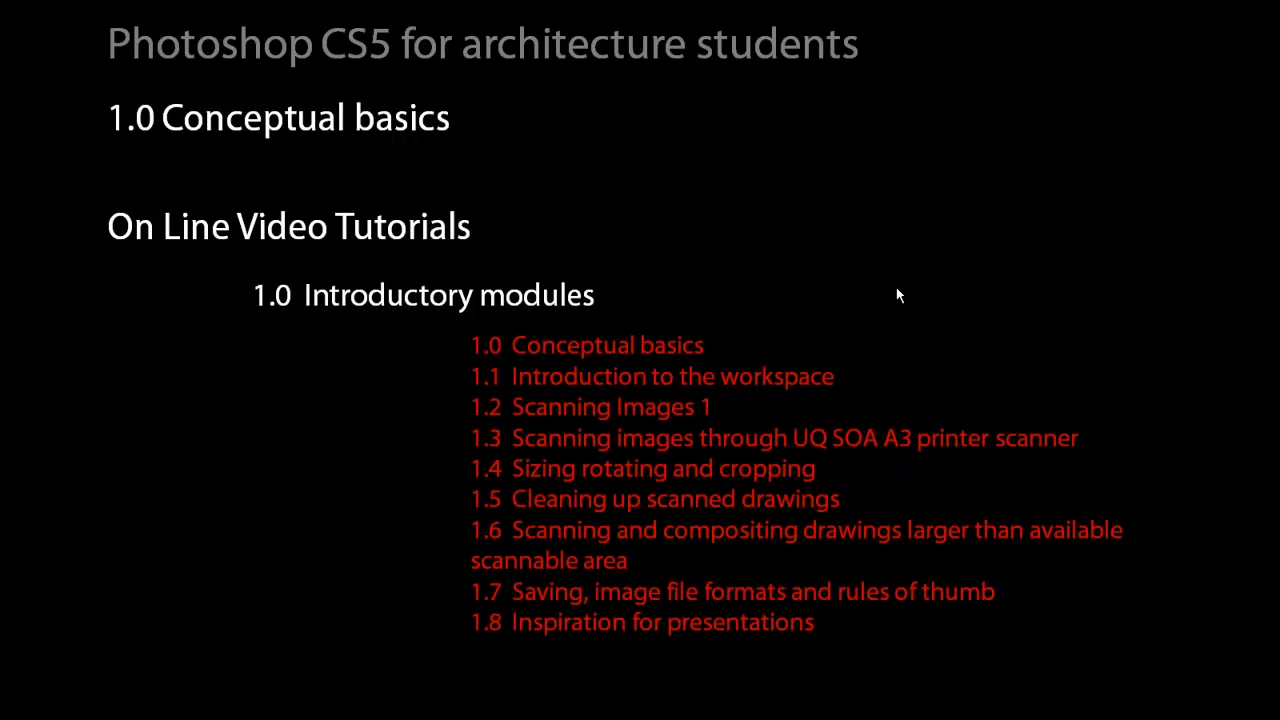 Photoshop CS5 for architecture students
1.0 Conceptual basics
On Line Video Tutorials
1.0 Introductory modules
1.0 Conceptual basics
1.1 Introduction to the workspace
1.2 Scanning Images 1
1.3 Scanning images through UQ SOA A3 printer scanner
1.4 Sizing rotating and cropping
1.5 Cleaning up scanned drawings
1.6 Scanning and compositing drawings larger than available
scannable area
1.7 Saving, image file formats and rules of thumb
1.8 Inspiration for presentations